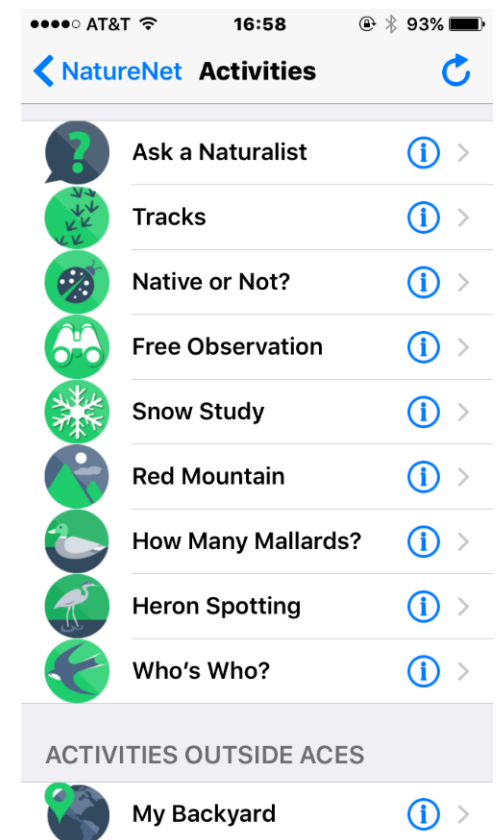 AT&T 16:58 93%
NatureNet Activities
Ask a Naturalist
Tracks
Native or Not?
Free Observation
Snow Study
Red Mountain
How Many Mallards?
Heron Spotting
Who's Who?
ACTIVITIES OUTSIDE ACES
My Backyard